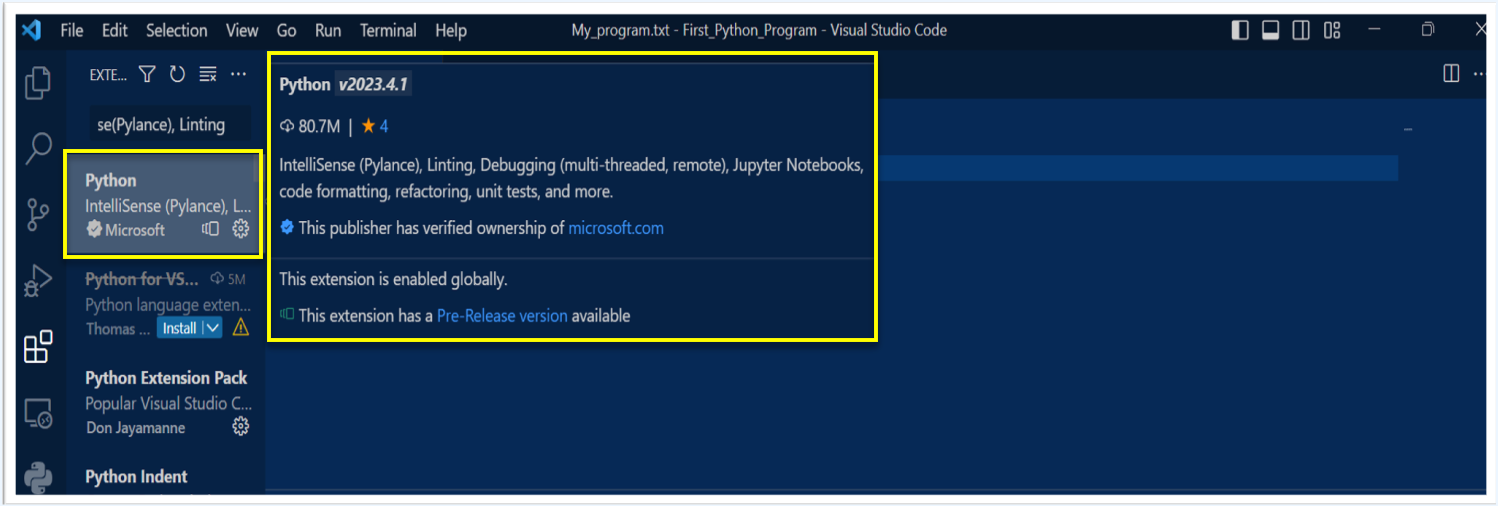 File Edit Selection View Go Run Terminal Help My_program.txt - First_Python_Program - Visual Studio Code
EXTE...
se(Pylance), Linting
Python
IntelliSense (Pylance), L...
Microsoft
Python for VS... 5M
Python language exten...
Thomas ... Install
Python Extension Pack
Popular Visual Studio C...
Don Jayamanne
Python Indent
Python v2023.4.1
80.7M | ★ 4
IntelliSense (Pylance), Linting, Debugging (multi-threaded, remote), Jupyter Notebooks,
code formatting, refactoring, unit tests, and more.
This publisher has verified ownership of microsoft.com
This extension is enabled globally.
This extension has a Pre-Release version available